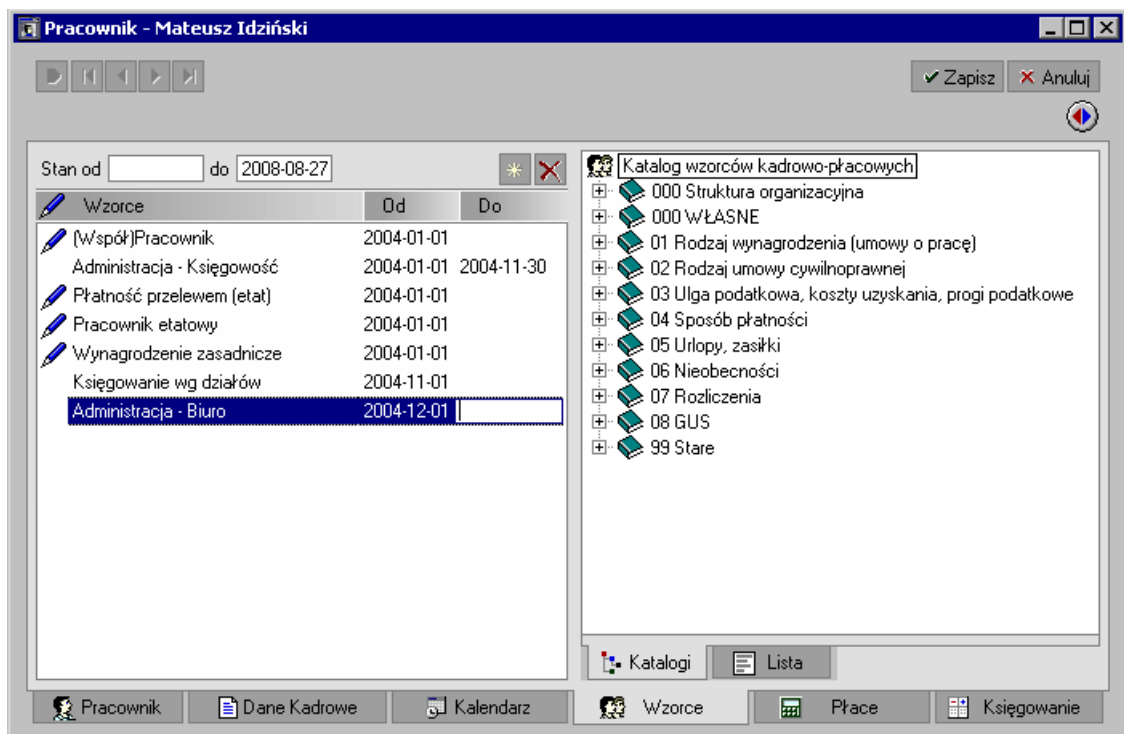 Pracownik - Mateusz Idziński
Zapisz Anuluj
Stan od do 2008-08-27
Wzorce Od Do
(Współ)Pracownik 2004-01-01
Administracja - Księgowość 2004-01-01 2004-11-30
Płatność przelewem (etat) 2004-01-01
Pracownik etatowy 2004-01-01
Wynagrodzenie zasadnicze 2004-01-01
Księgowanie wg działów 2004-11-01
Administracja - Biuro 2004-12-01
Katalog wzorców kadrowo-płacowych
000 Struktura organizacyjna
000 WŁASNE
01 Rodzaj wynagrodzenia (umowy o pracę)
02 Rodzaj umowy cywilnoprawnej
03 Ulga podatkowa, koszty uzyskania, progi podatkowe
04 Sposób płatności
05 Urlopy, zasiłki
06 Nieobecności
07 Rozliczenia
08 GUS
99 Stare
Katalogi Lista
Pracownik Dane Kadrowe Kalendarz Wzorce Płace Księgowanie